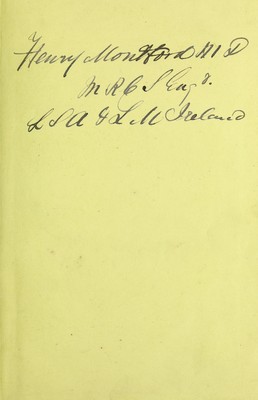 Henry Montford M D
M R C S Eng d.
L S A & L M Ireland